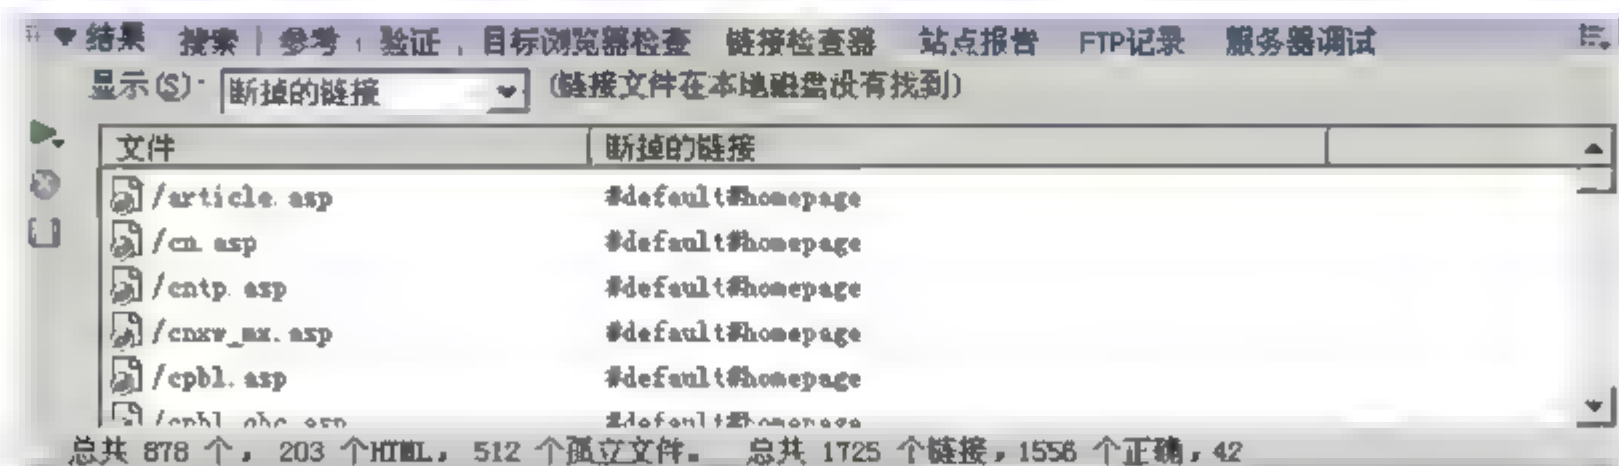 结果 搜索 | 参考 | 验证 | 目标浏览器检查 链接检查器 站点报告 FTP记录 服务器调试
显示(S): 断掉的链接 (链接文件在本地磁盘没有找到)
文件 断掉的链接
/article.asp #default#homepage
/cn.asp #default#homepage
/cntp.asp #default#homepage
/cnxw_mx.asp #default#homepage
/cpbl.asp #default#homepage
#default#homepage
总共 878 个, 203 个HTML, 512 个孤立文件。 总共 1725 个链接,1556 个正确,42